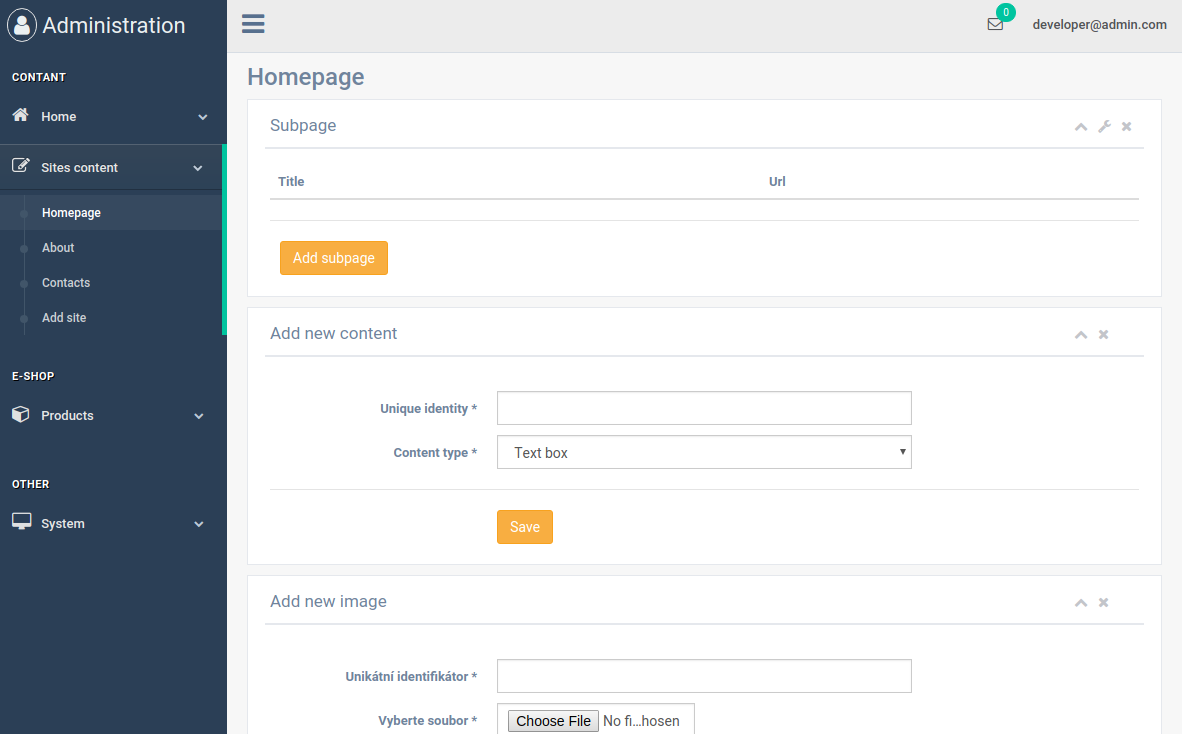 Administration
0
developer@admin.com
CONTANT
Home
Sites content
Homepage
About
Contacts
Add site
E-SHOP
Products
OTHER
System
Homepage
Subpage
Title Url
Add subpage
Add new content
Unique identity *
Content type * Text box
Save
Add new image
Unikátní identifikátor *
Vyberte soubor * Choose File No fi...hosen